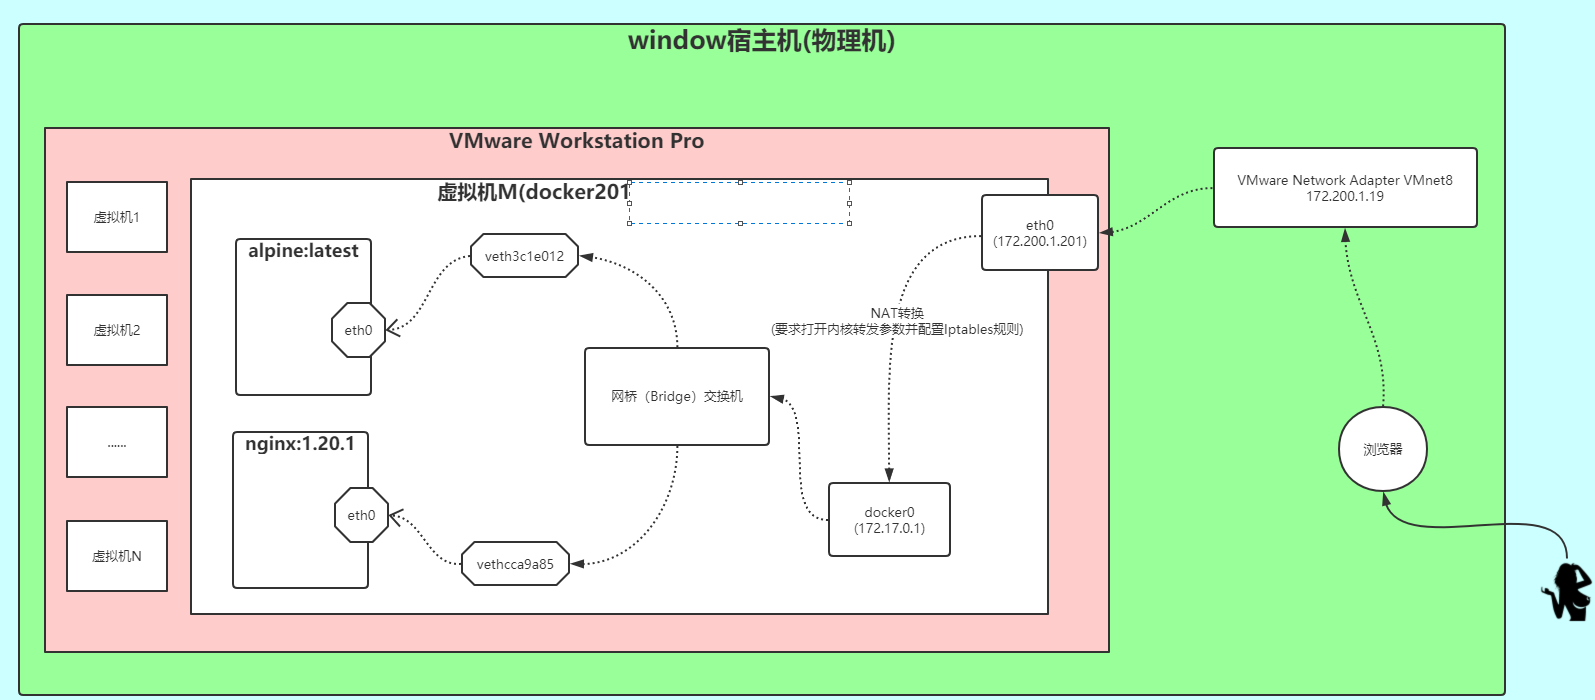 window宿主机(物理机)
VMware Workstation Pro
虚拟机1
虚拟机2
......
虚拟机N
虚拟机M(docker201
alpine:latest
eth0
veth3c1e012
nginx:1.20.1
eth0
vethcca9a85
网桥（Bridge）交换机
eth0
(172.200.1.201)
NAT转换
(要求打开内核转发参数并配置Iptables规则)
docker0
(172.17.0.1)
VMware Network Adapter VMnet8
172.200.1.19
浏览器